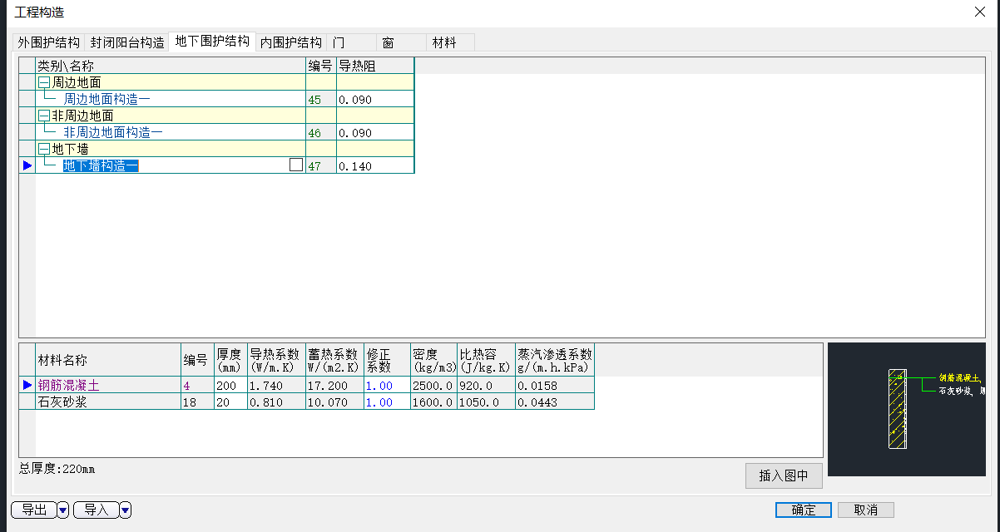 工程构造
外围护结构 封闭阳台构造 地下围护结构 内围护结构 门 窗 材料
类别\名称 编号 导热阻
周边地面
周边地面构造一 45 0.090
非周边地面
非周边地面构造一 46 0.090
地下墙
地下墙构造一 47 0.140
材料名称 编号 厚度(mm) 导热系数(W/m.K) 蓄热系数W/(m2.K) 修正系数 密度(kg/m3) 比热容(J/kg.K) 蒸汽渗透系数g/(m.h.kPa)
钢筋混凝土 4 200 1.740 17.200 1.00 2500.0 920.0 0.0158
石灰砂浆 18 20 0.810 10.070 1.00 1600.0 1050.0 0.0443
钢筋混凝土,
石灰砂浆,
总厚度:220mm
插入图中
导出 导入 确定 取消